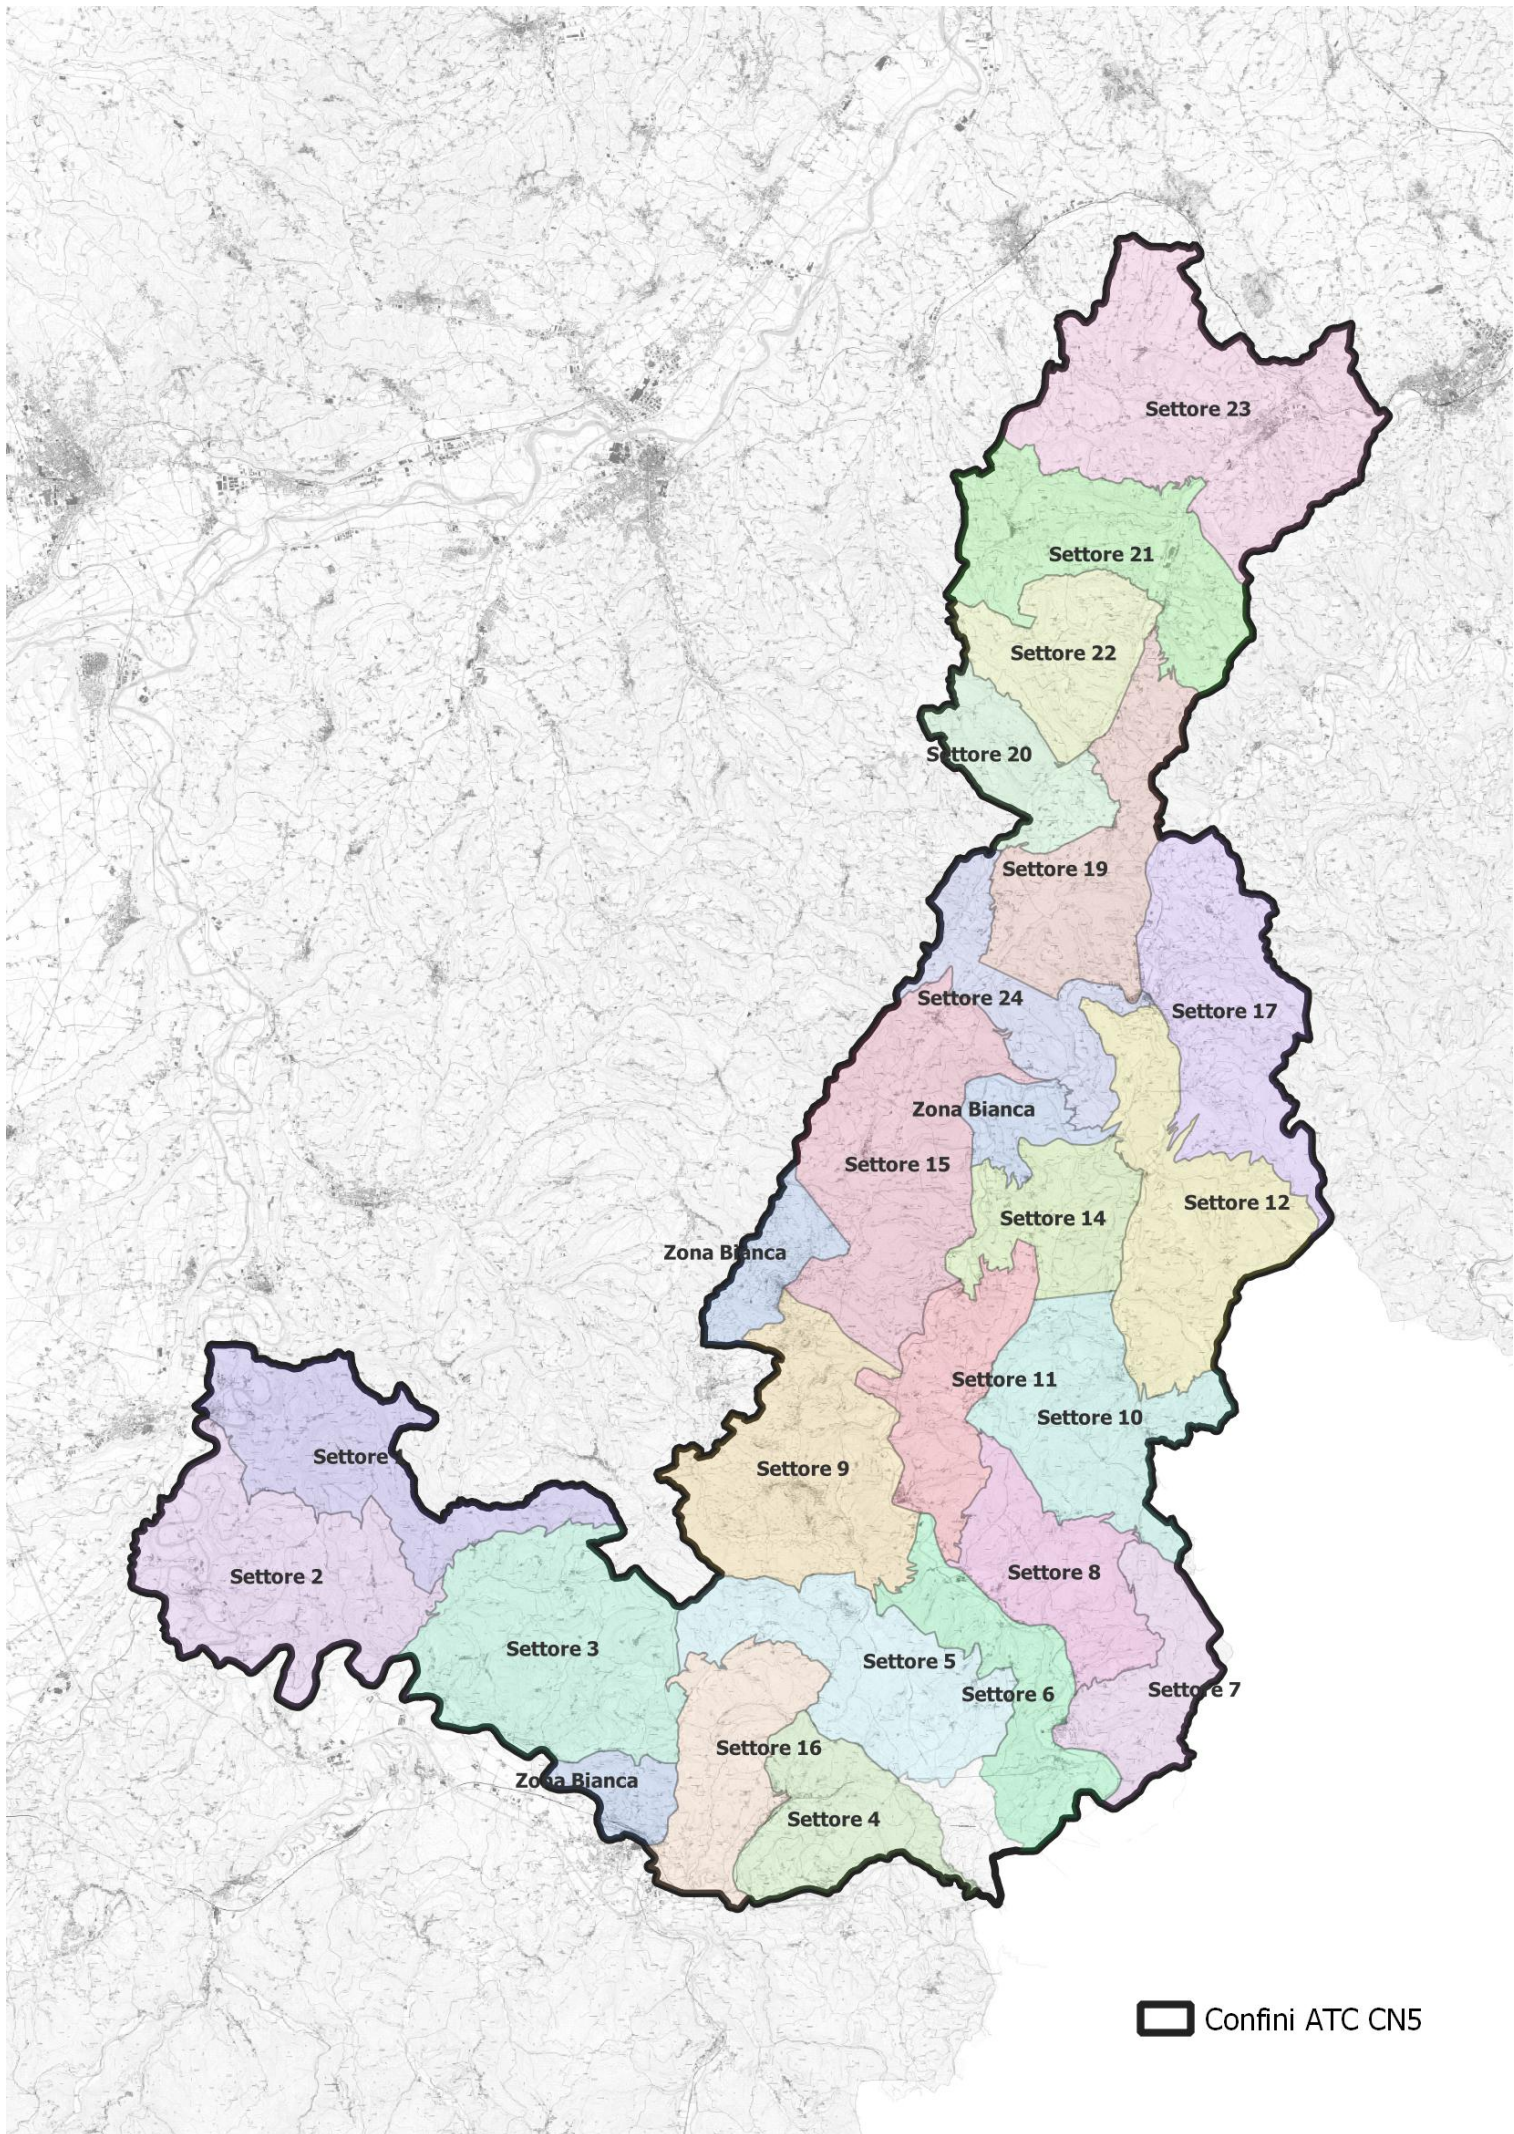 Settore 23
Settore 21
Settore 22
Settore 20
Settore 19
Settore 24
Settore 17
Zona Bianca
Settore 15
Settore 12
Settore 14
Zona Bianca
Settore 11
Settore 10
Settore 1
Settore 9
Settore 8
Settore 2
Settore 3
Settore 5
Settore 7
Settore 6
Settore 16
Zona Bianca
Settore 4
Confini ATC CN5